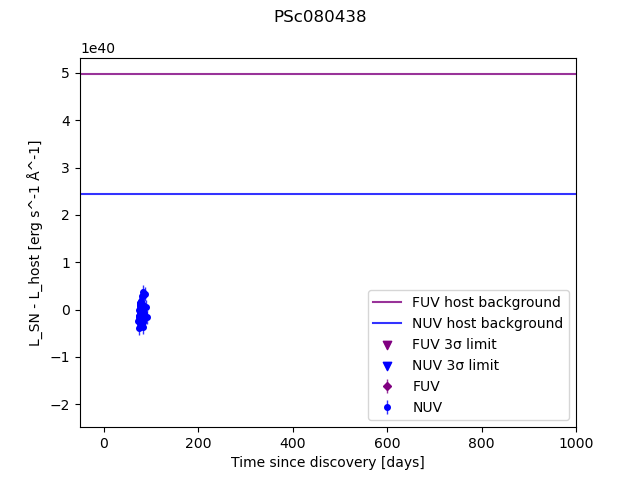 PSc080438
1e40
5
4
3
2
1
0
−1
−2
L_SN - L_host [erg s^-1 Å^-1]
FUV host background
NUV host background
FUV 3σ limit
NUV 3σ limit
FUV
NUV
0 200 400 600 800 1000
Time since discovery [days]